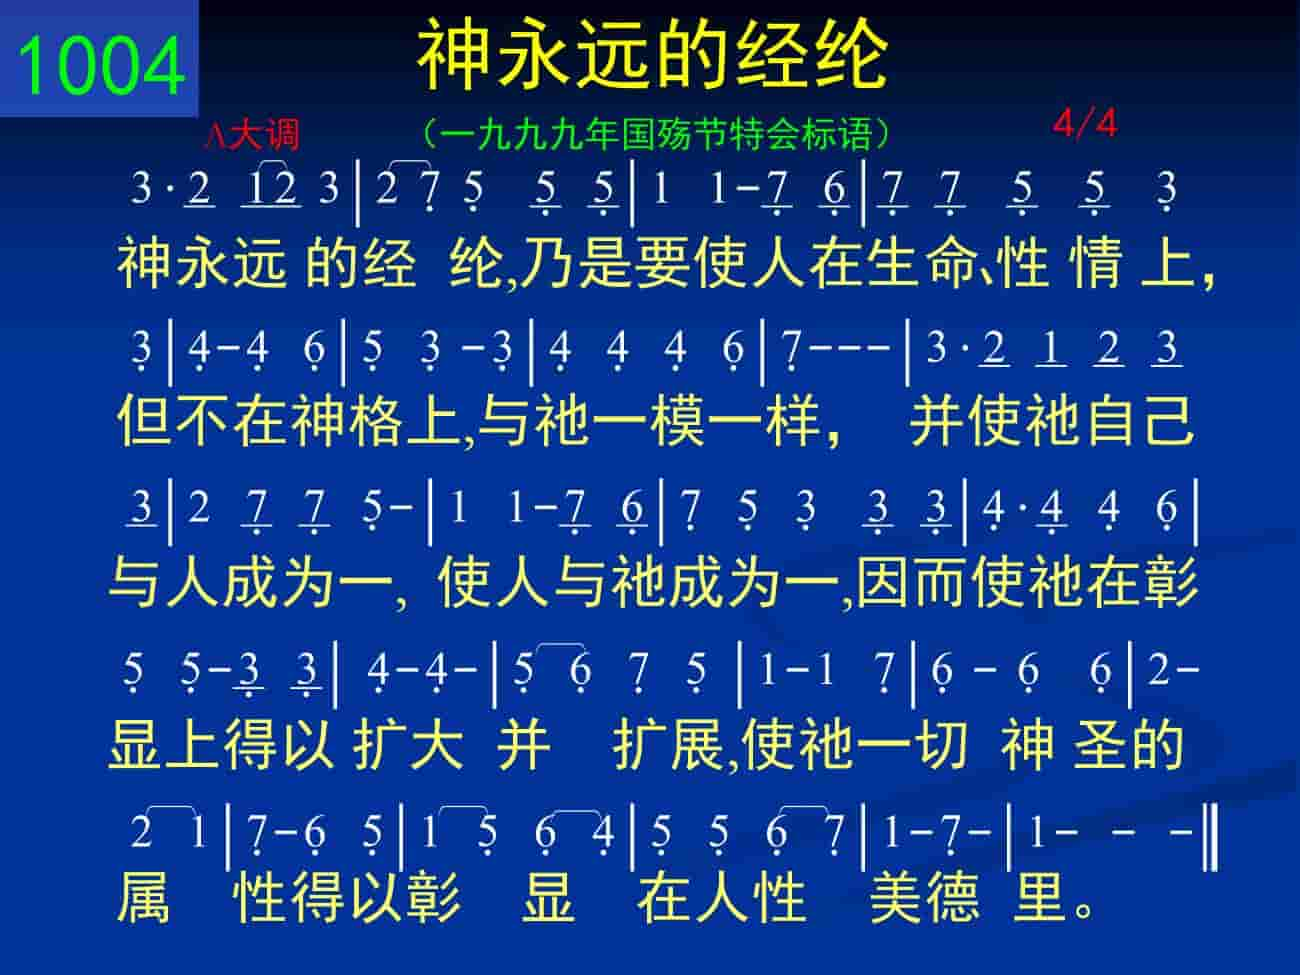 1004
神永远的经纶
Λ大调 （一九九九年国殇节特会标语） 4/4
3·2 12 3|2 7 5 5 5|1 1-7 6|7 7 5 5 3
神永远 的经 纶,乃是要使人在生命､性 情 上，
3|4-4 6|5 3 -3|4 4 4 6|7---|3·2 1 2 3
但不在神格上,与祂一模一样， 并使祂自己
3|2 7 7 5-|1 1-7 6|7 5 3 3 3|4·4 4 6|
与人成为一, 使人与祂成为一,因而使祂在彰
5 5-3 3| 4-4-|5 6 7 5|1-1 7|6 - 6 6|2-
显上得以 扩大 并 扩展,使祂一切 神 圣的
2 1|7-6 5|1 5 6 4|5 5 6 7|1-7-|1- - -‖
属 性得以彰 显 在人性 美德 里。